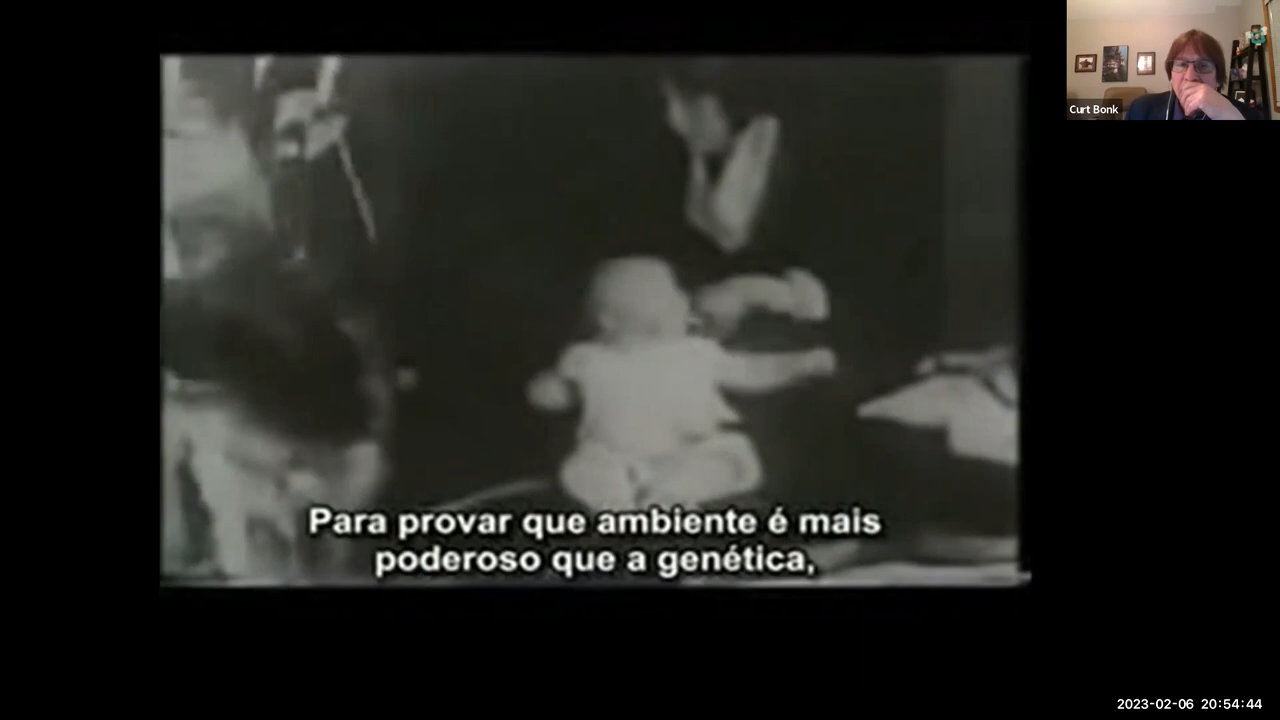 Curt Bonk
Para provar que ambiente é mais
poderoso que a genética,
2023-02-06 20:54:44